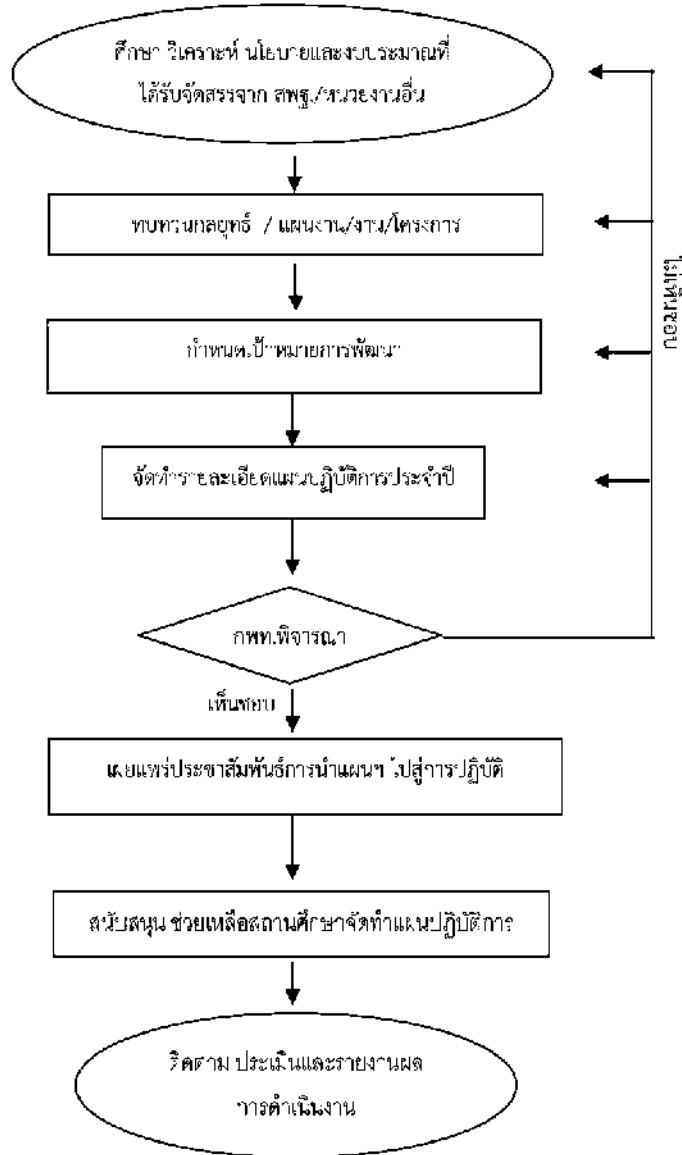 ศึกษา วิเคราะห์ นโยบายและงบประมาณที่
ได้รับจัดสรรจาก สพฐ./หน่วยงานอื่น
ทบทวนกลยุทธ์ / แผนงาน/งาน/โครงการ
กำหนดเป้าหมายการพัฒนา
จัดทำรายละเอียดแผนปฏิบัติการประจำปี
กพท.พิจารณา
ไม่เห็นชอบ
เห็นชอบ
เผยแพร่ประชาสัมพันธ์การนำแผนฯ ไปสู่การปฏิบัติ
สนับสนุน ช่วยเหลือสถานศึกษาจัดทำแผนปฏิบัติการ
ติดตาม ประเมินและรายงานผล
การดำเนินงาน